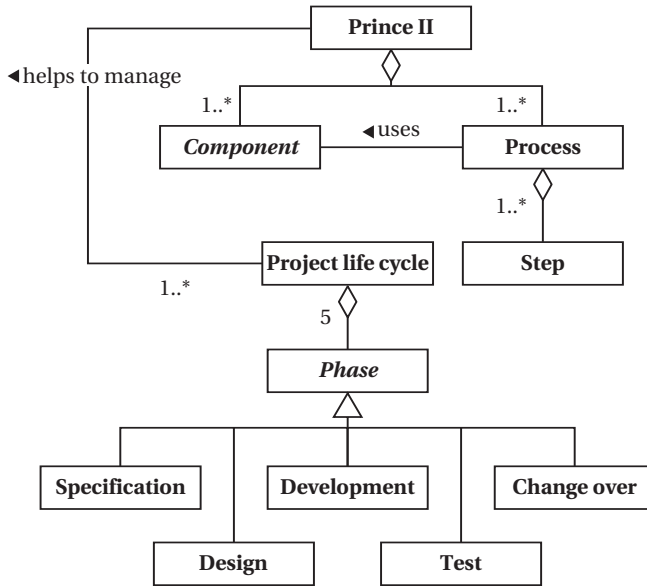 Prince II
◄ helps to manage
1..* 1..*
Component
◄ uses
Process
1..*
Project life cycle
Step
1..*
5
Phase
Specification
Development
Change over
Design
Test